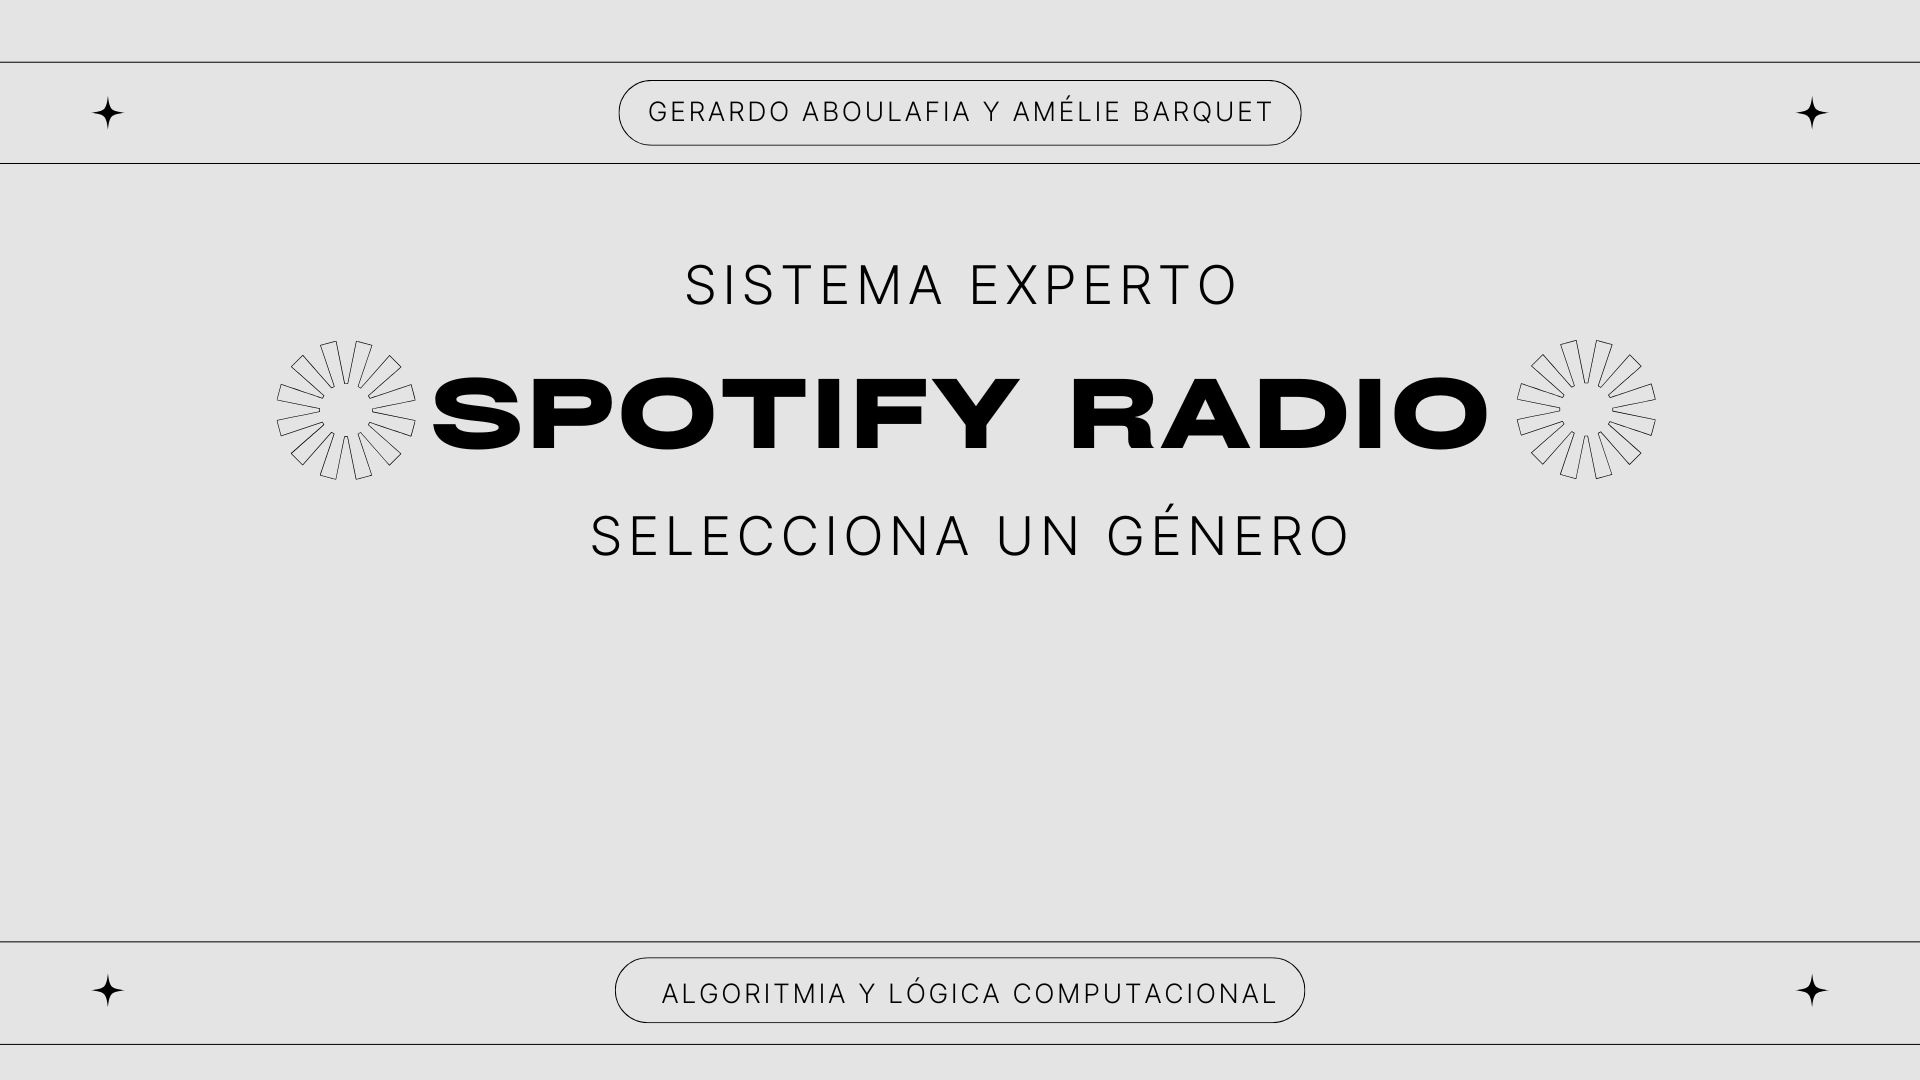 GERARDO ABOULAFIA Y AMÉLIE BARQUET
SISTEMA EXPERTO
SPOTIFY RADIO
SELECCIONA UN GÉNERO
ALGORITMIA Y LÓGICA COMPUTACIONAL